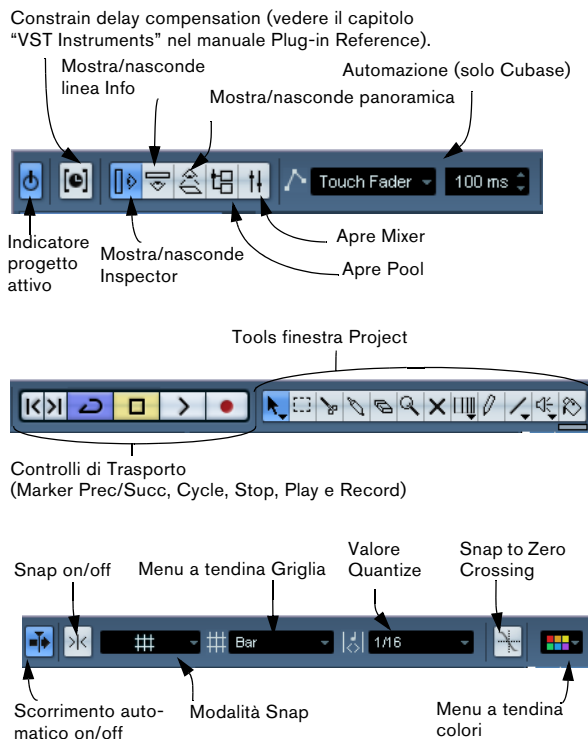 Constrain delay compensation (vedere il capitolo
“VST Instruments” nel manuale Plug-in Reference).
Mostra/nasconde
linea Info
Automazione (solo Cubase)
Mostra/nasconde panoramica
Touch Fader
100 ms
Indicatore
progetto
attivo
Mostra/nasconde
Inspector
Apre Mixer
Apre Pool
Tools finestra Project
Controlli di Trasporto
(Marker Prec/Succ, Cycle, Stop, Play e Record)
Snap on/off
Menu a tendina Griglia
Valore
Quantize
Snap to Zero
Crossing
Bar
1/16
Scorrimento auto-
matico on/off
Modalità Snap
Menu a tendina
colori